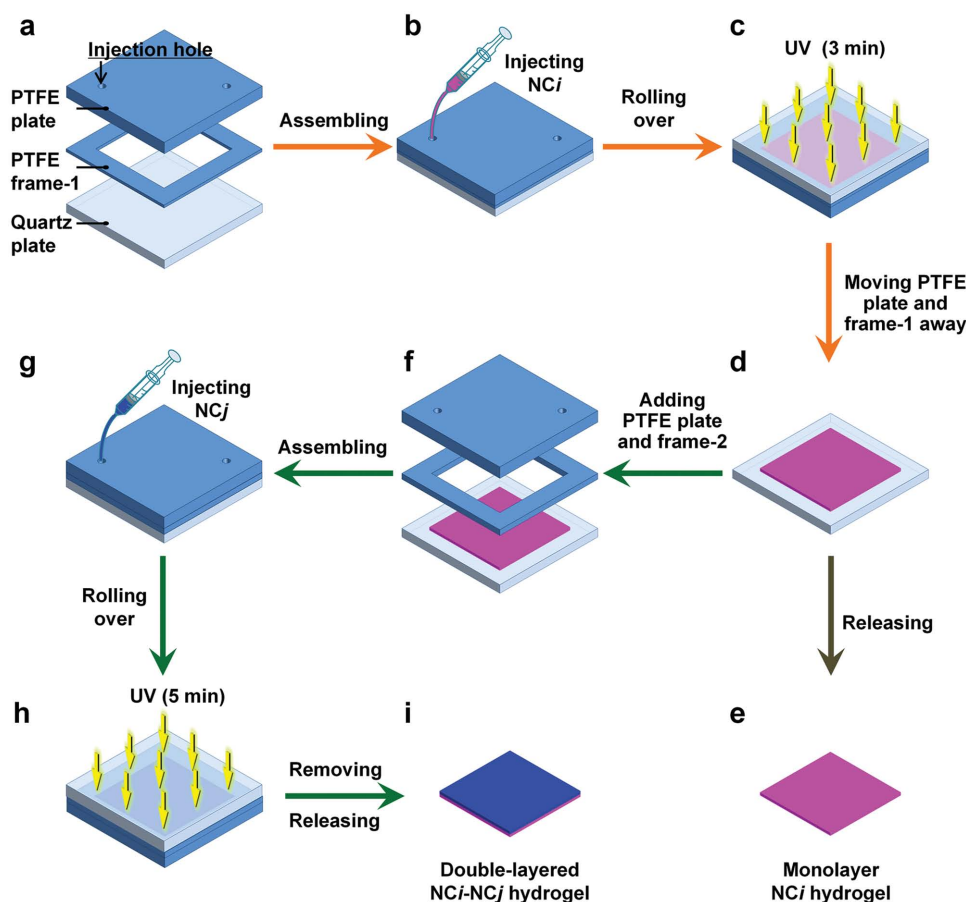 a
Injection hole
PTFE
plate
PTFE
frame-1
Quartz
plate
Assembling
b
Injecting
NCi
Rolling
over
c
UV (3 min)
Moving PTFE
plate and
frame-1 away
g
Injecting
NCj
Assembling
f
Adding
PTFE plate
and frame-2
d
Rolling
over
Releasing
h
UV (5 min)
Removing
Releasing
i
Double-layered
NCi-NCj hydrogel
e
Monolayer
NCi hydrogel